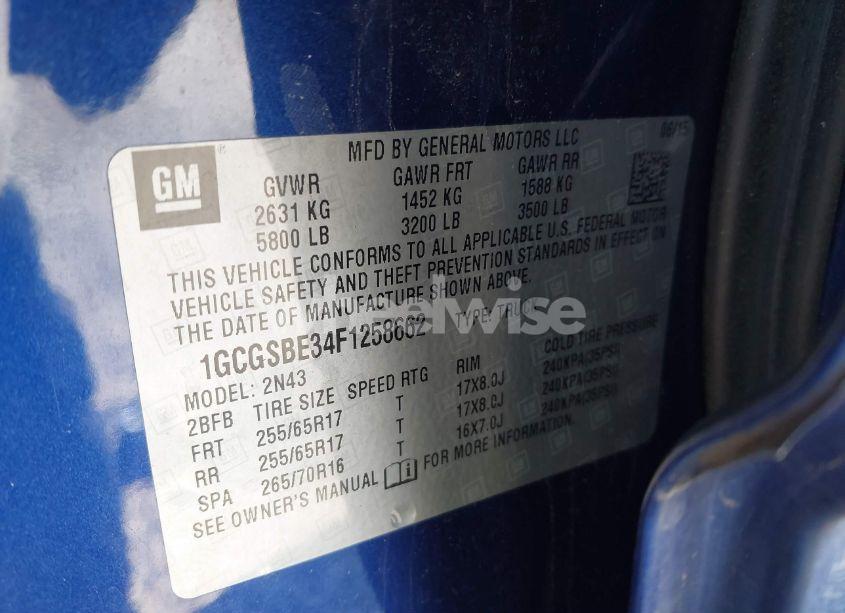 MFD BY GENERAL MOTORS LLC 06/15
GM
GVWR GAWR FRT GAWR RR
2631 KG 1452 KG 1588 KG
5800 LB 3200 LB 3500 LB
THIS VEHICLE CONFORMS TO ALL APPLICABLE U.S. FEDERAL MOTOR
VEHICLE SAFETY AND THEFT PREVENTION STANDARDS IN EFFECT ON
THE DATE OF MANUFACTURE SHOWN ABOVE.
1GCGSBE34F1258662 TYPE: TRUCK
MODEL: 2N43
2BFB TIRE SIZE SPEED RTG RIM COLD TIRE PRESSURE
FRT 255/65R17 T 17X8.0J 240KPA(35PSI)
RR 255/65R17 T 17X8.0J 240KPA(35PSI)
SPA 265/70R16 T 16X7.0J 240KPA(35PSI)
SEE OWNER'S MANUAL FOR MORE INFORMATION.